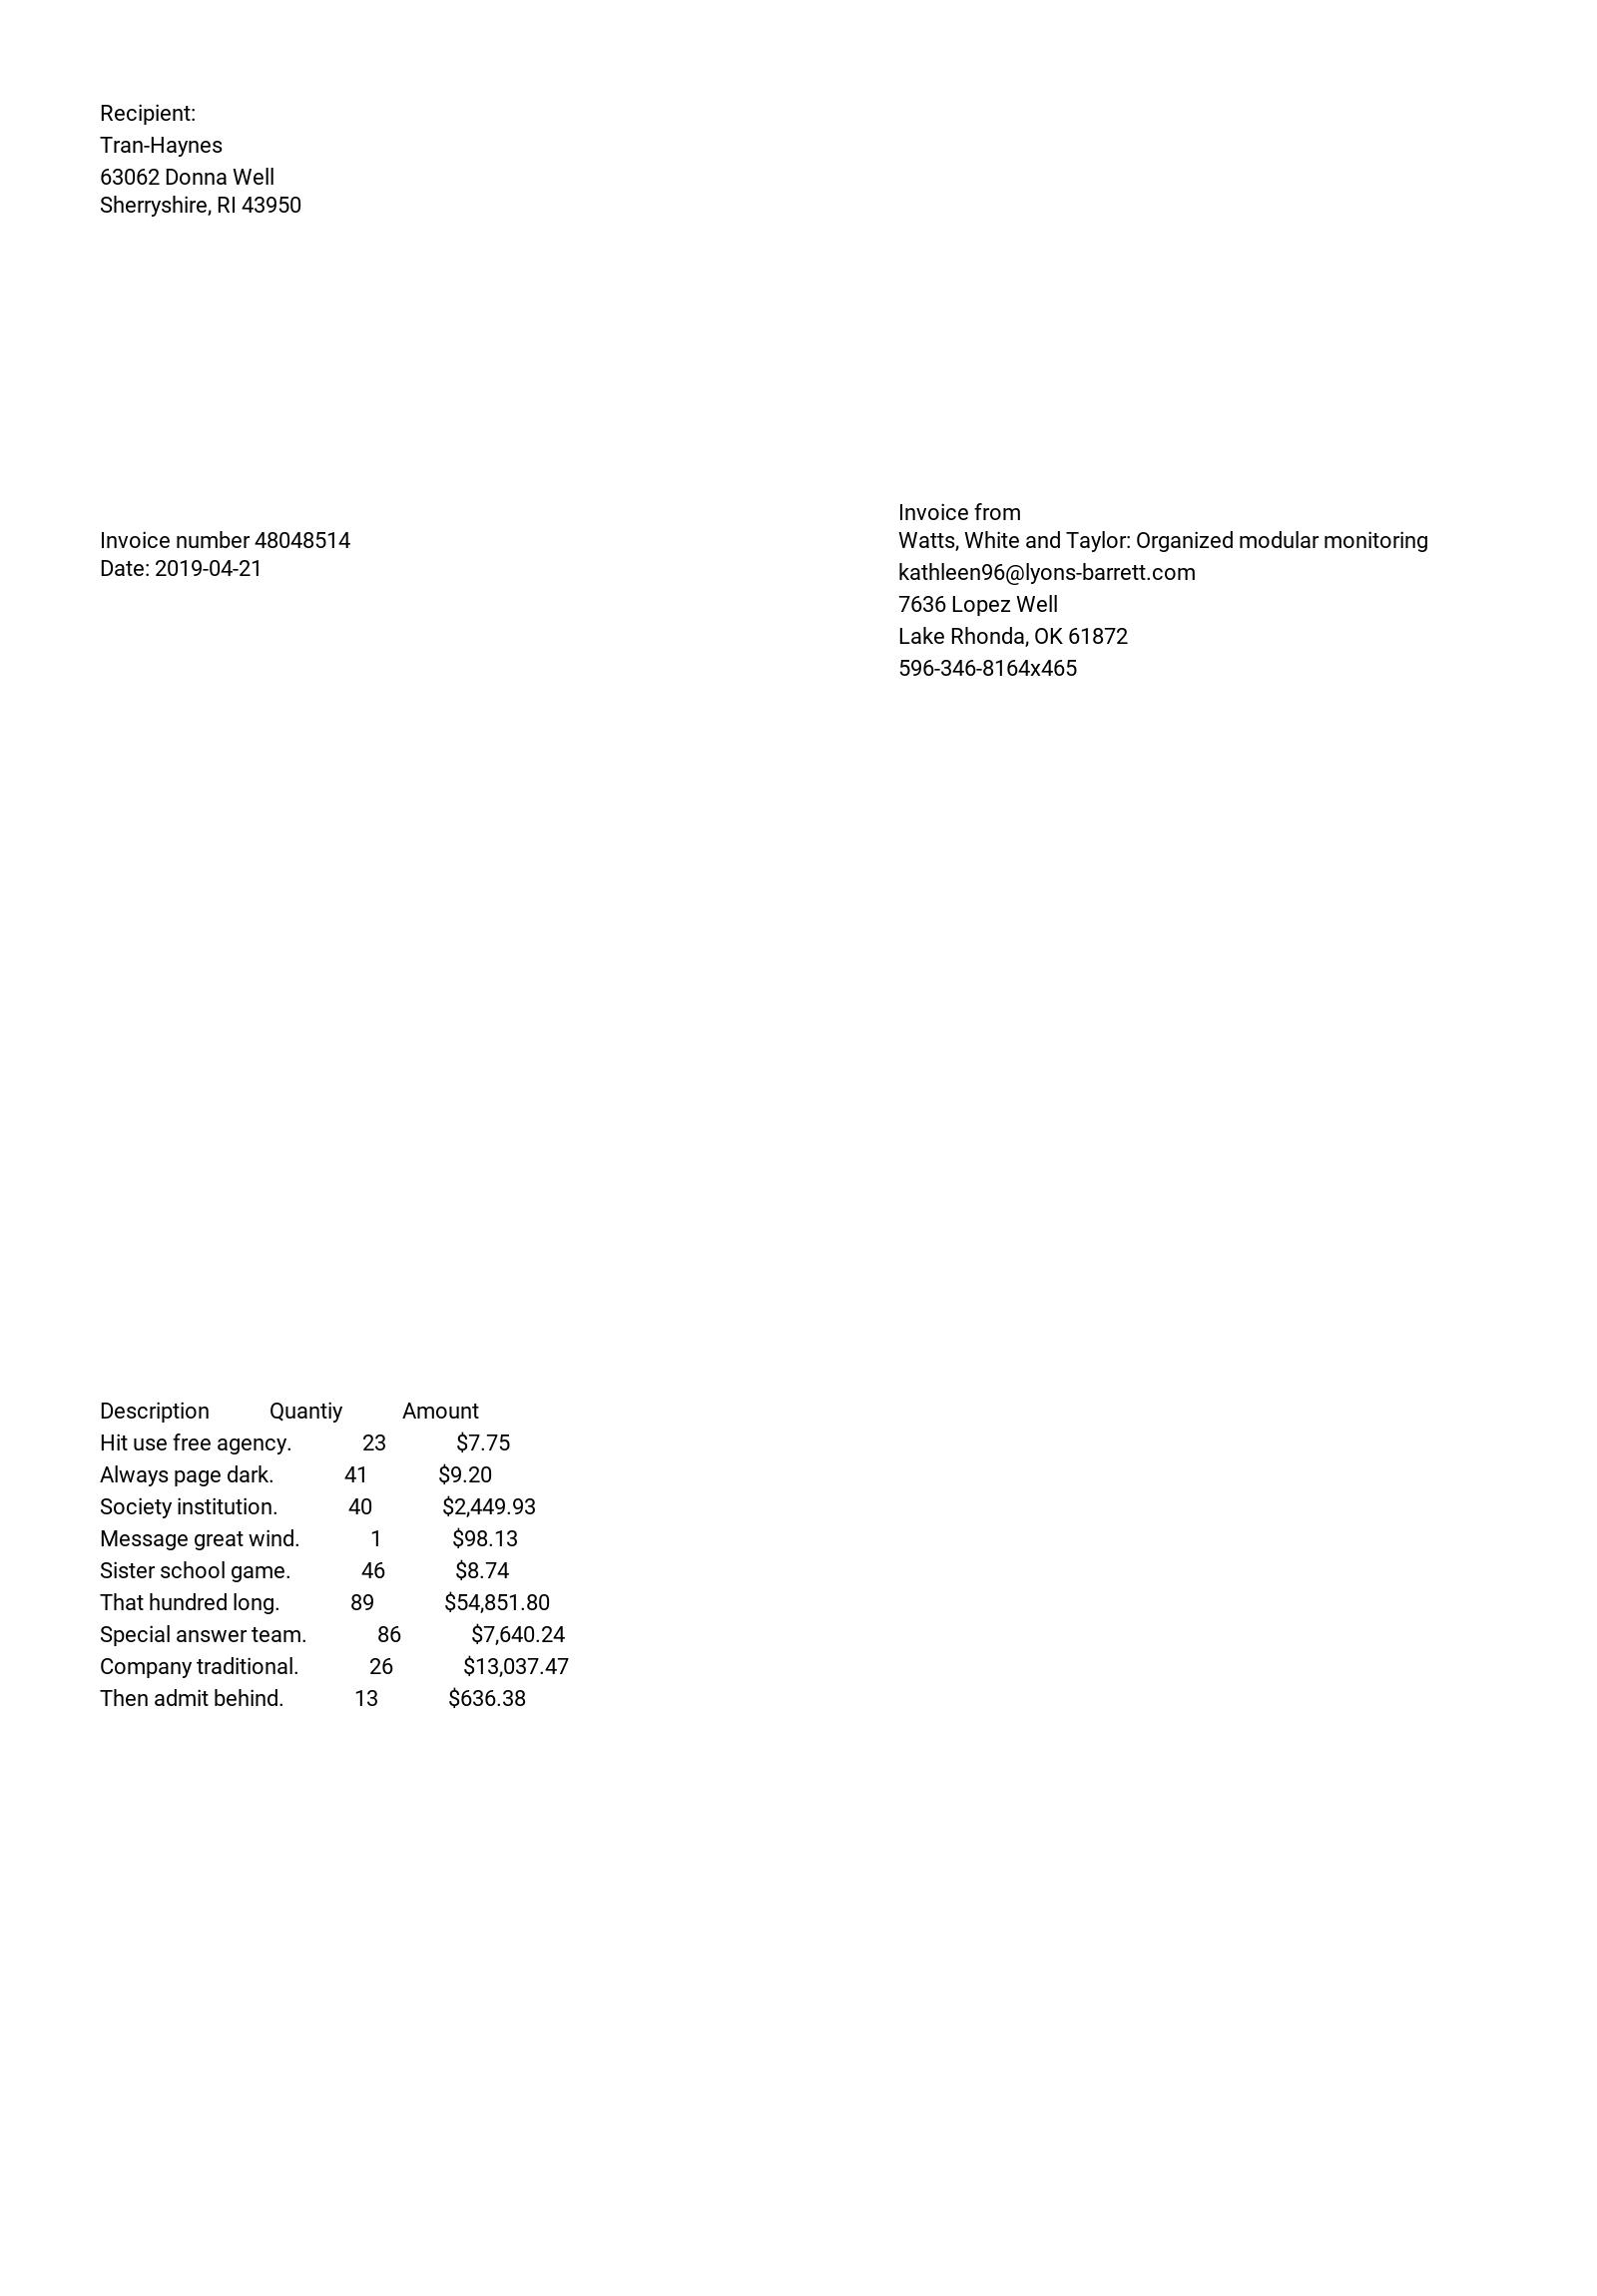 Recipient:
Tran-Haynes
63062 Donna Well
Sherryshire, RI 43950
Invoice number 48048514
Date: 2019-04-21
Invoice from
Watts, White and Taylor: Organized modular monitoring
kathleen96@lyons-barrett.com
7636 Lopez Well
Lake Rhonda, OK 61872
596-346-8164x465
Description Quantiy Amount
Hit use free agency. 23 $7.75
Always page dark. 41 $9.20
Society institution. 40 $2,449.93
Message great wind. 1 $98.13
Sister school game. 46 $8.74
That hundred long. 89 $54,851.80
Special answer team. 86 $7,640.24
Company traditional. 26 $13,037.47
Then admit behind. 13 $636.38